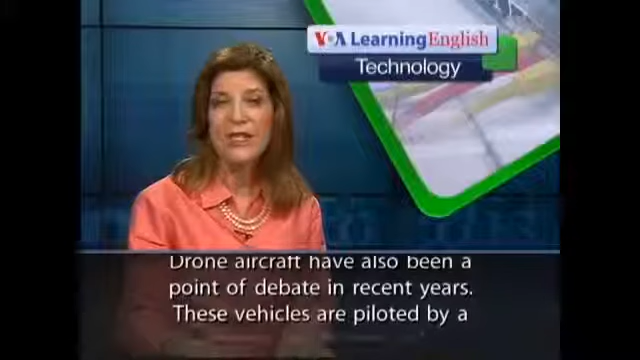 VOA Learning English
Technology
Drone aircraft have also been a
point of debate in recent years.
These vehicles are piloted by a